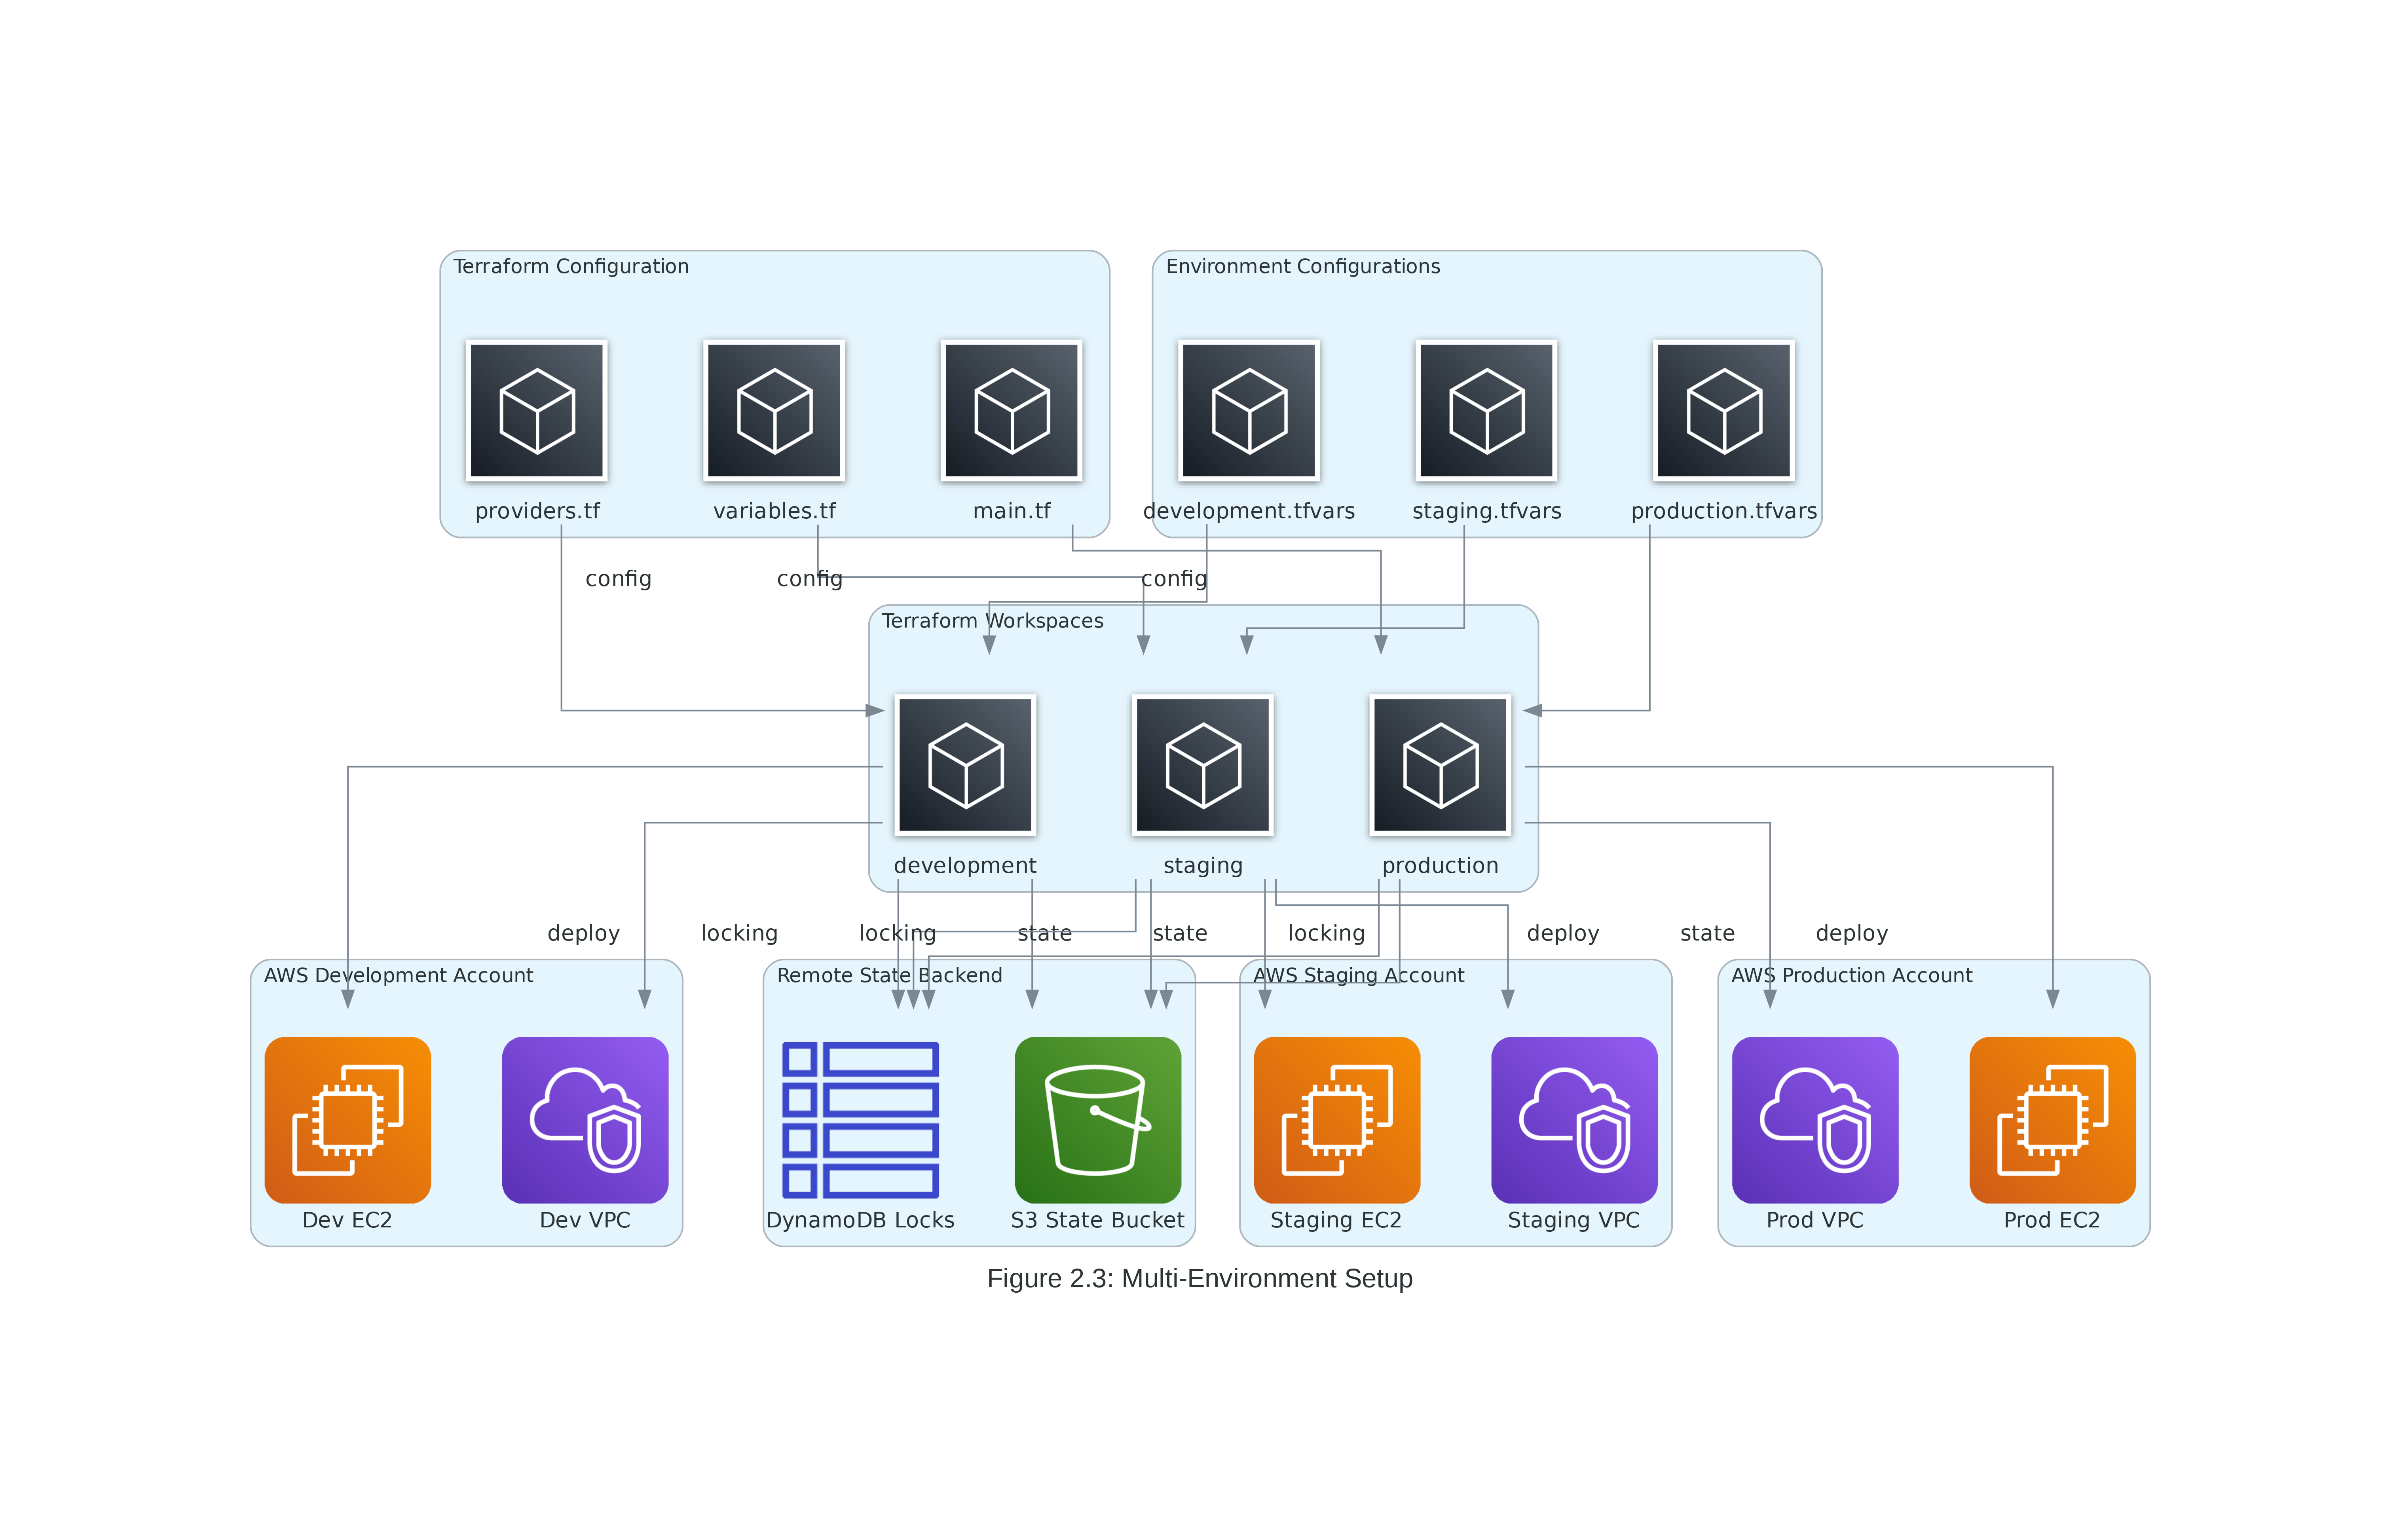 Terraform Configuration
Environment Configurations
providers.tf
variables.tf
main.tf
development.tfvars
staging.tfvars
production.tfvars
config
config
config
Terraform Workspaces
development
staging
production
deploy
locking
locking
state
state
locking
deploy
state
deploy
AWS Development Account
Remote State Backend
AWS Staging Account
AWS Production Account
Dev EC2
Dev VPC
DynamoDB Locks
S3 State Bucket
Staging EC2
Staging VPC
Prod VPC
Prod EC2
Figure 2.3: Multi-Environment Setup